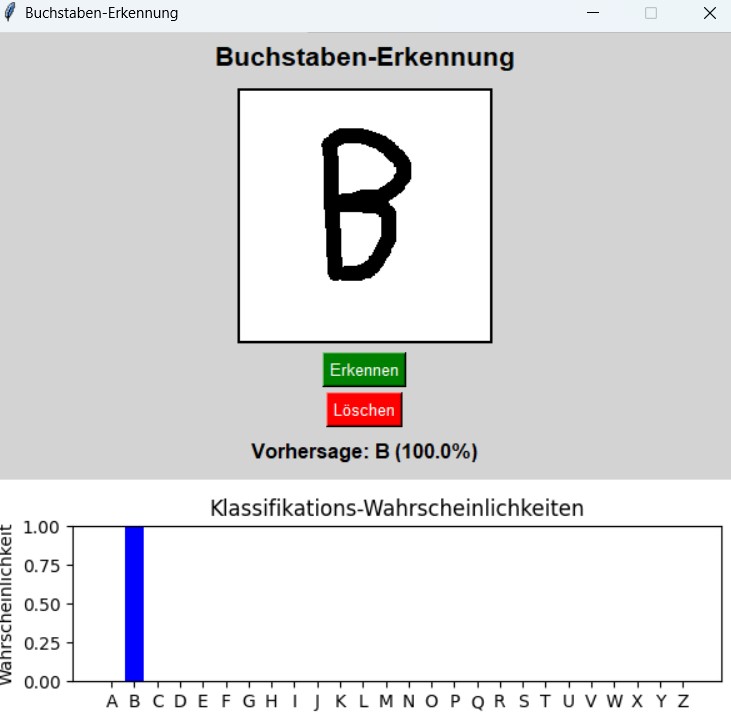 Buchstaben-Erkennung
Buchstaben-Erkennung
B
Erkennen
Löschen
Vorhersage: B (100.0%)
Klassifikations-Wahrscheinlichkeiten
Wahrscheinlichkeit
1.00
0.75
0.50
0.25
0.00
A B C D E F G H I J K L M N O P Q R S T U V W X Y Z